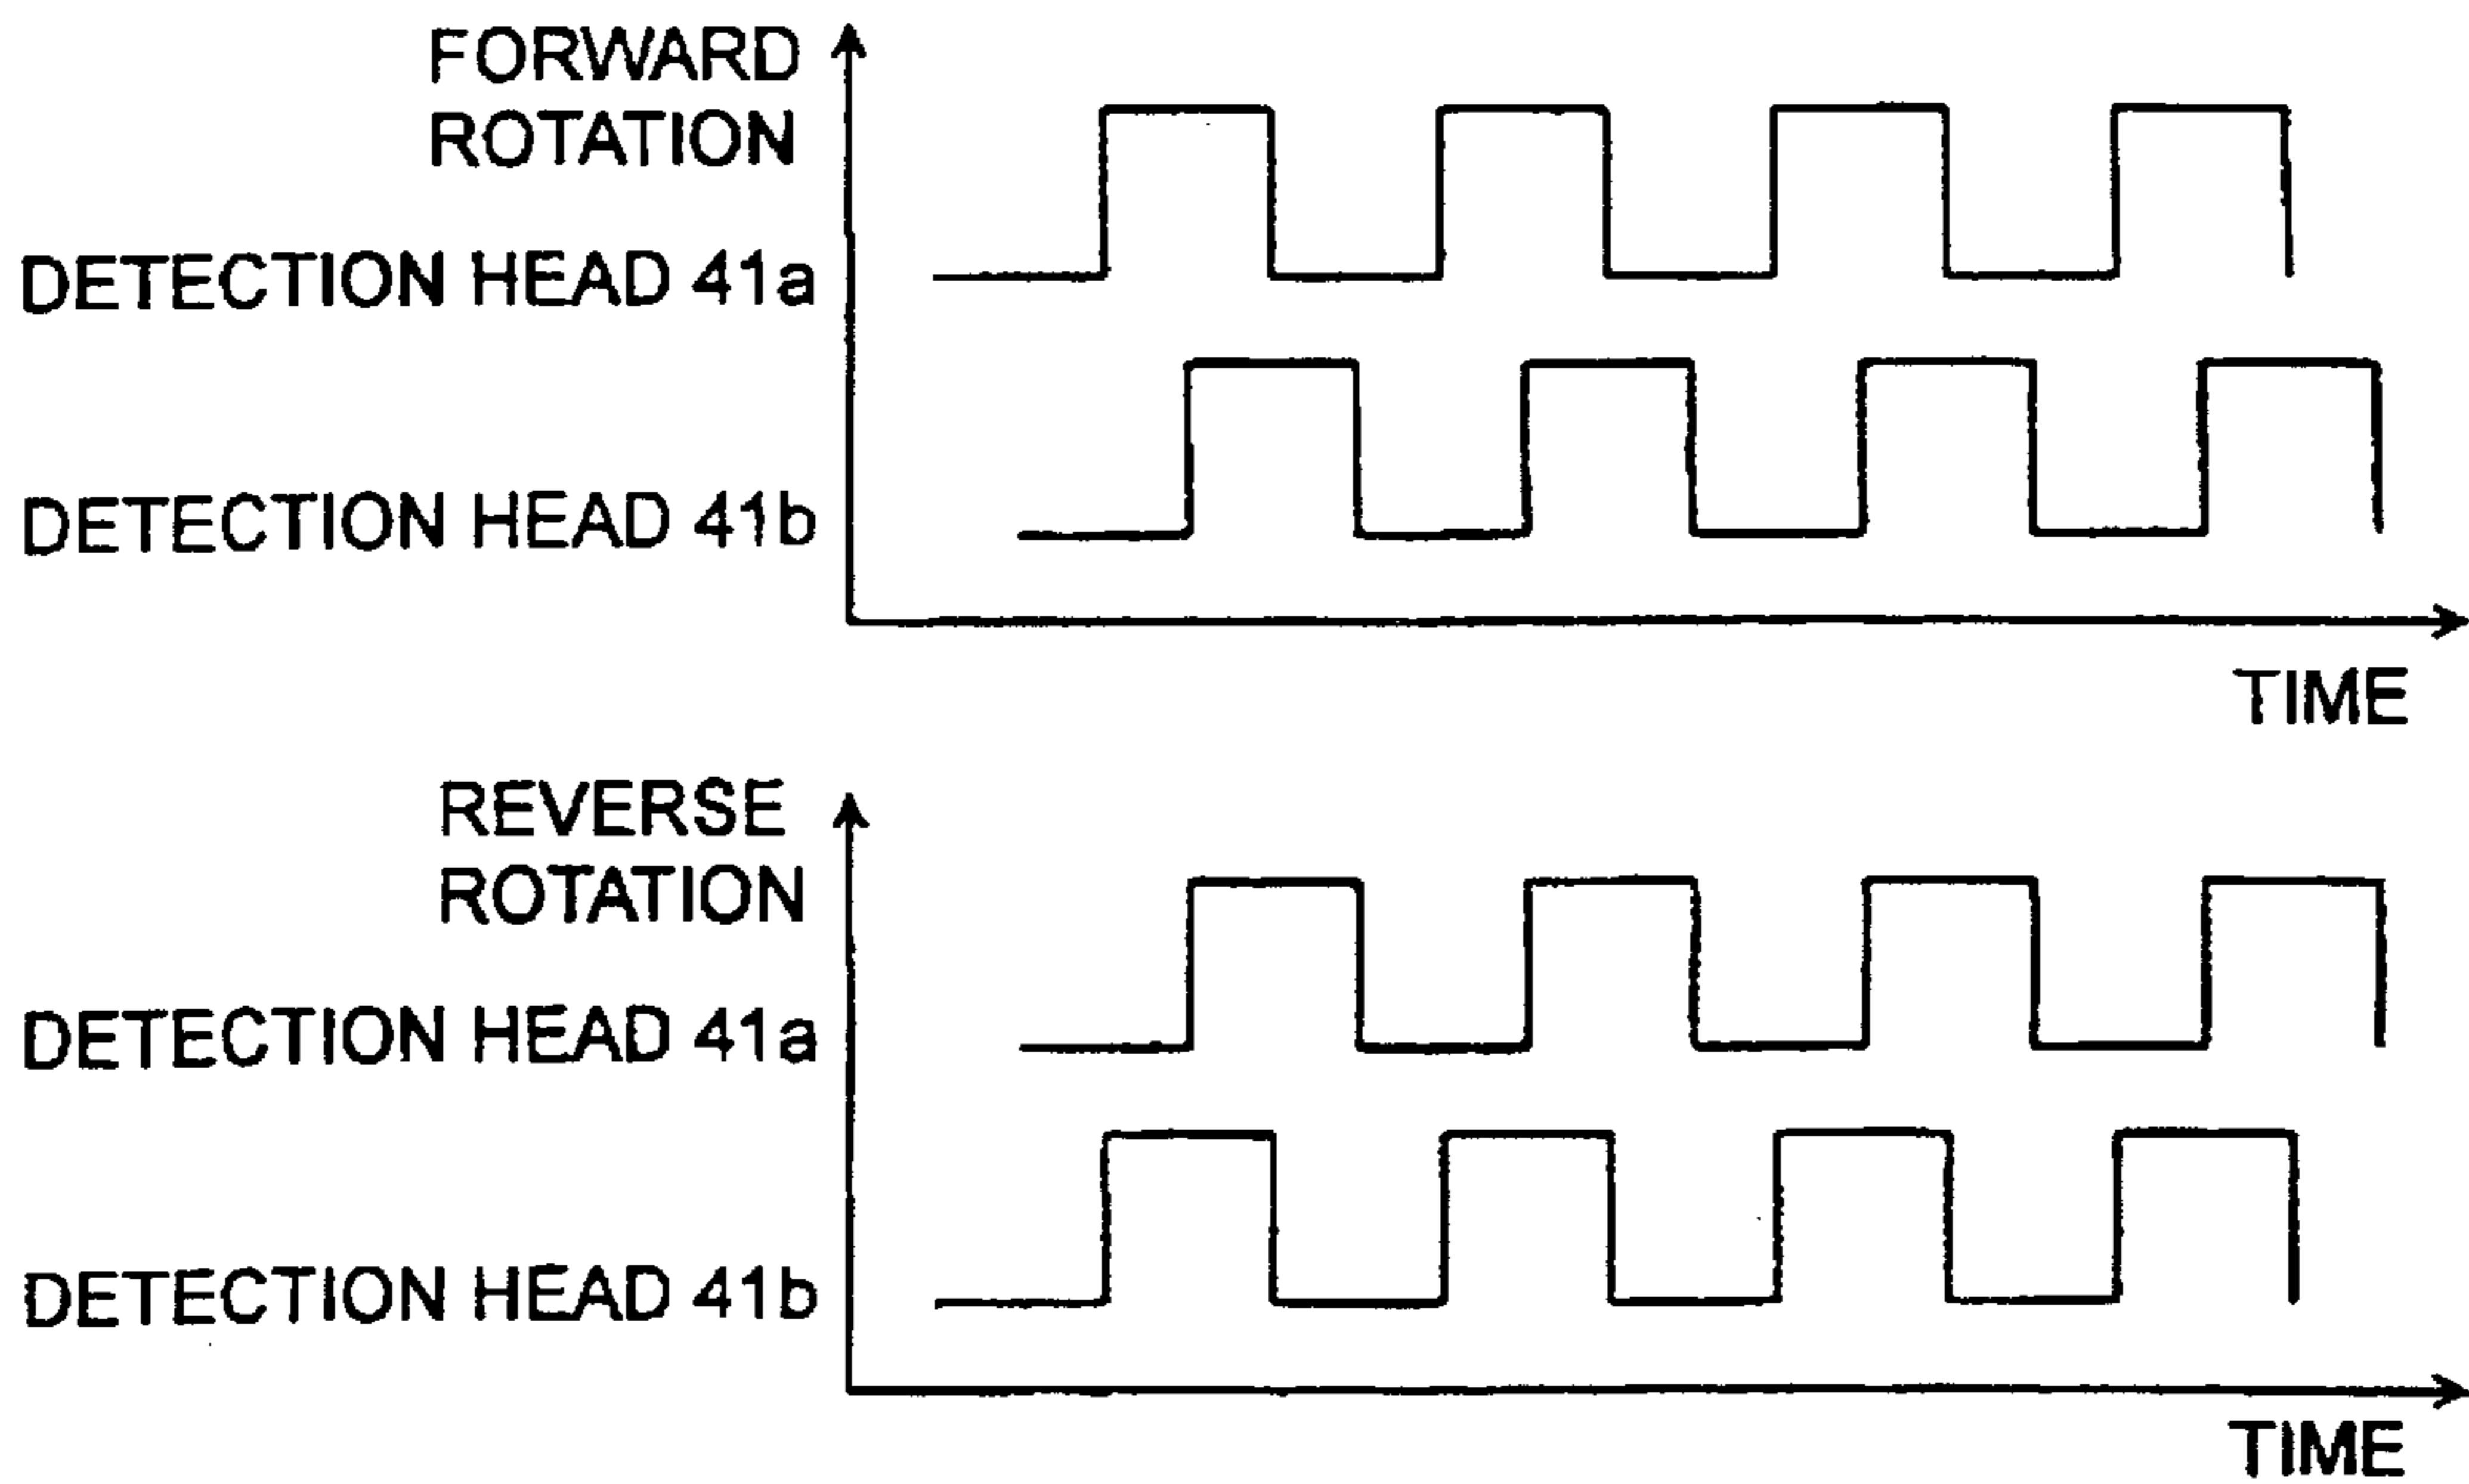 FORWARD
ROTATION
DETECTION HEAD 41a
DETECTION HEAD 41b
TIME
REVERSE
ROTATION
DETECTION HEAD 41a
DETECTION HEAD 41b
TIME